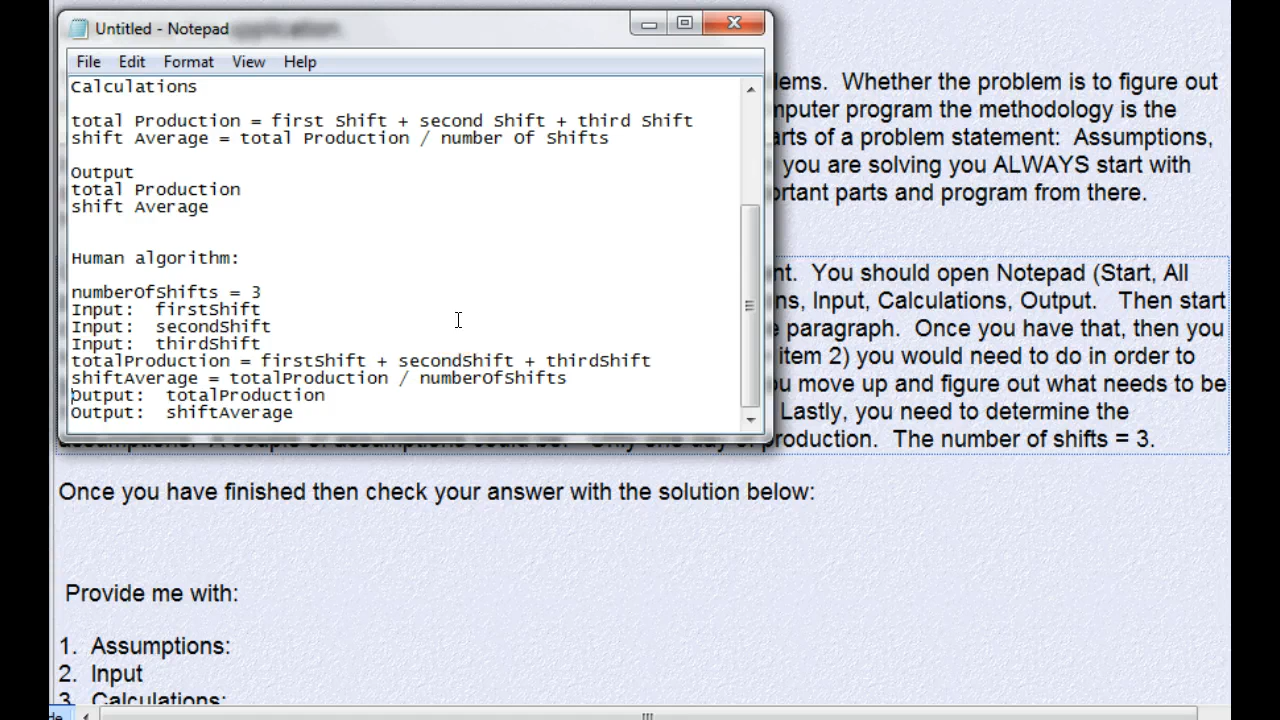 Untitled - Notepad
File Edit Format View Help
Calculations
total Production = first Shift + second Shift + third Shift
shift Average = total Production / number Of Shifts
Output
total Production
shift Average
Human algorithm:
numberOfShifts = 3
Input: firstShift
Input: secondShift
Input: thirdShift
totalProduction = firstShift + secondShift + thirdShift
shiftAverage = totalProduction / numberOfShifts
Output: totalProduction
Output: shiftAverage
ems. Whether the problem is to figure out
mputer program the methodology is the
arts of a problem statement: Assumptions,
you are solving you ALWAYS start with
ortant parts and program from there.
nt. You should open Notepad (Start, All
ns, Input, Calculations, Output. Then start
e paragraph. Once you have that, then you
item 2) you would need to do in order to
u move up and figure out what needs to be
Lastly, you need to determine the
production. The number of shifts = 3.
Once you have finished then check your answer with the solution below:
Provide me with:
1. Assumptions:
2. Input
3. Calculations: